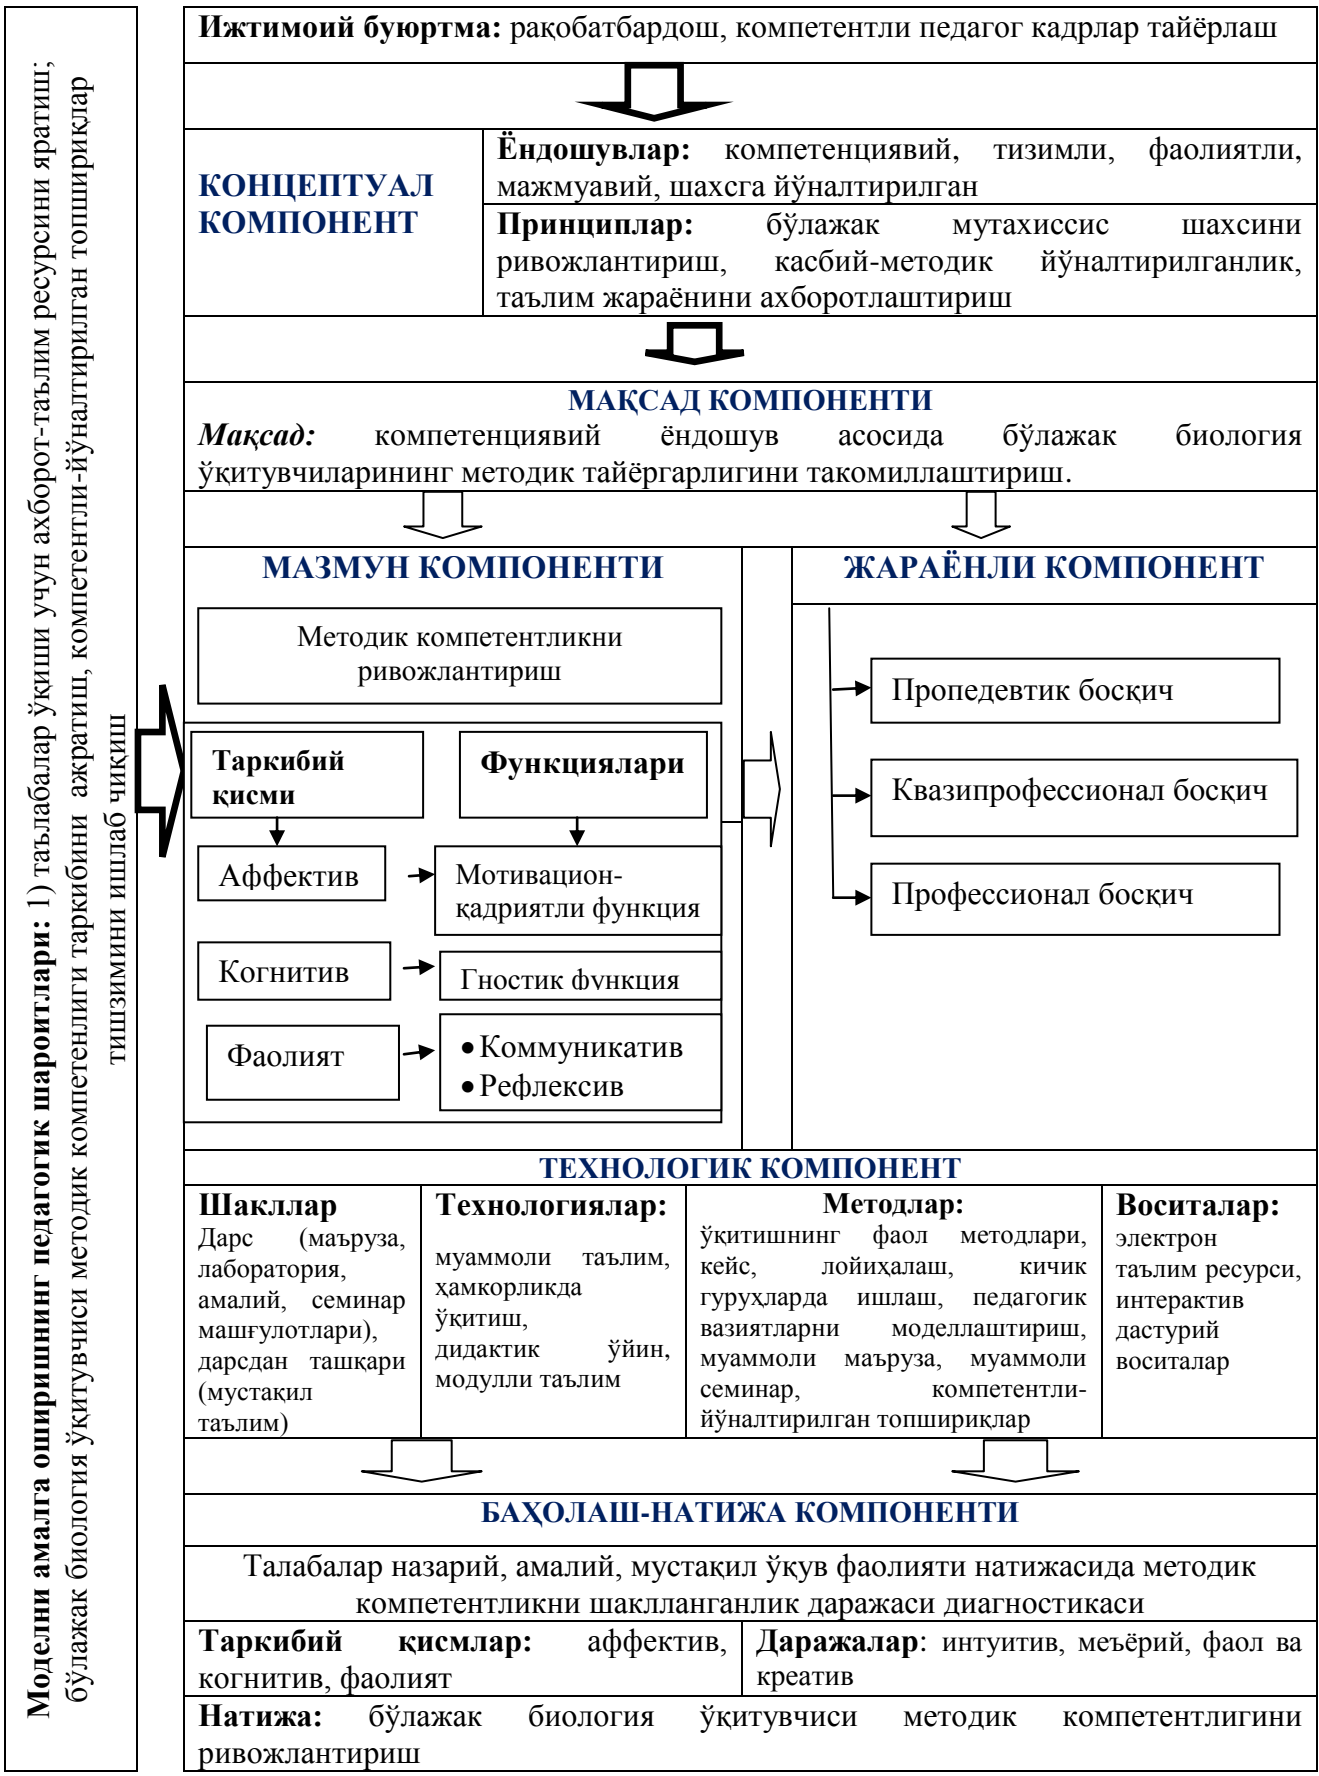 Моделни амалга оширишнинг педагогик шароитлари: 1) таълабалар ўқиши учун ахборот-таълим ресурсини яратиш;
бўлажак биология ўқитувчиси методик компетенлиги таркибини ажратиш, компетентли-йўналтирилган топшириқлар
тишзимини ишлаб чиқиш
Ижтимоий буюртма: рақобатбардош, компетентли педагог кадрлар тайёрлаш
КОНЦЕПТУАЛ
КОМПОНЕНТ
Ёндошувлар: компетенциявий, тизимли, фаолиятли,
мажмуавий, шахсга йўналтирилган
Принциплар: бўлажак мутахиссис шахсини
ривожлантириш, касбий-методик йўналтирилганлик,
таълим жараёнини ахборотлаштириш
МАҚСАД КОМПОНЕНТИ
Мақсад: компетенциявий ёндошув асосида бўлажак биология
ўқитувчиларининг методик тайёргарлигини такомиллаштириш.
МАЗМУН КОМПОНЕНТИ
Методик компетентликни
ривожлантириш
Таркибий
қисми
Функциялари
Аффектив
Мотивацион-
қадриятли функция
Когнитив
Гностик функция
Фаолият
• Коммуникатив
• Рефлексив
ЖАРАЁНЛИ КОМПОНЕНТ
Пропедевтик босқич
Квазипрофессионал босқич
Профессионал босқич
ТЕХНОЛОГИК КОМПОНЕНТ
Шакллар
Дарс (маъруза,
лаборатория,
амалий, семинар
машғулотлари),
дарсдан ташқари
(мустақил
таълим)
Технологиялар:
муаммоли таълим,
ҳамкорликда
ўқитиш,
дидактик ўйин,
модулли таълим
Методлар:
ўқитишнинг фаол методлари,
кейс, лойиҳалаш, кичик
гуруҳларда ишлаш, педагогик
вазиятларни моделлаштириш,
муаммоли маъруза, муаммоли
семинар, компетентли-
йўналтирилган топшириқлар
Воситалар:
электрон
таълим ресурси,
интерактив
дастурий
воситалар
БАҲОЛАШ-НАТИЖА КОМПОНЕНТИ
Талабалар назарий, амалий, мустақил ўқув фаолияти натижасида методик
компетентликни шаклланганлик даражаси диагностикаси
Таркибий қисмлар: аффектив,
когнитив, фаолият
Даражалар: интуитив, меъёрий, фаол ва
креатив
Натижа: бўлажак биология ўқитувчиси методик компетентлигини
ривожлантириш